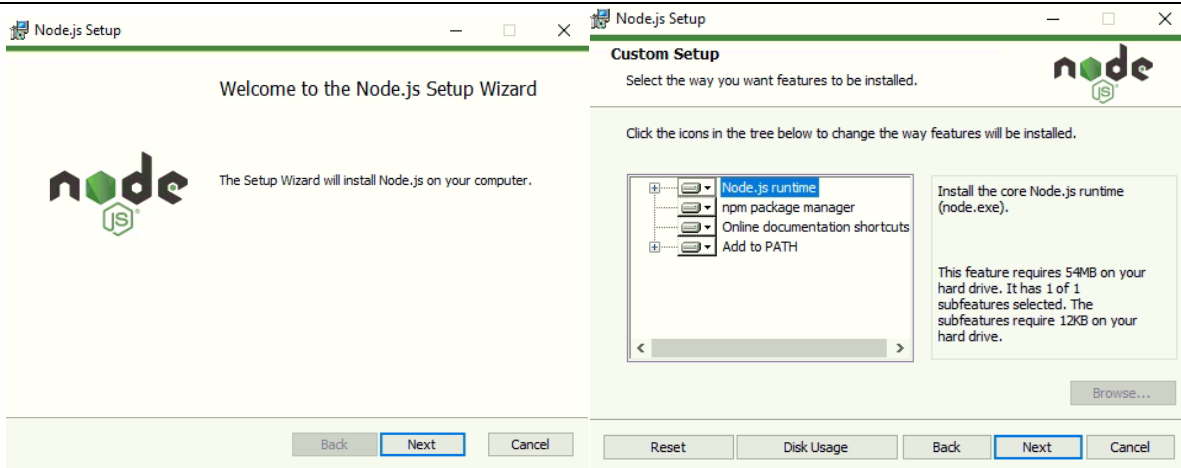 Node.js Setup
Welcome to the Node.js Setup Wizard
node
JS
The Setup Wizard will install Node.js on your computer.
Back
Next
Cancel
Node.js Setup
Custom Setup
Select the way you want features to be installed.
node
JS
Click the icons in the tree below to change the way features will be installed.
Node.js runtime
npm package manager
Online documentation shortcuts
Add to PATH
Install the core Node.js runtime
(node.exe).
This feature requires 54MB on your
hard drive. It has 1 of 1
subfeatures selected. The
subfeatures require 12KB on your
hard drive.
Browse...
Reset
Disk Usage
Back
Next
Cancel